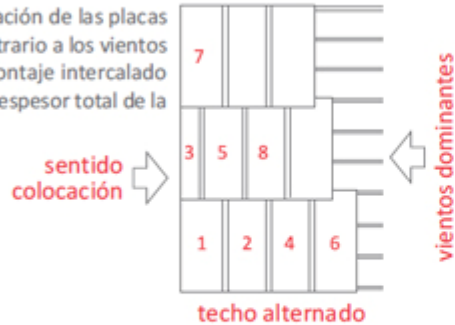 ación de las placas
trario a los vientos
ontaje intercalado
espesor total de la
7
3 5 8
sentido
colocación
vientos dominantes
1 2 4 6
techo alternado